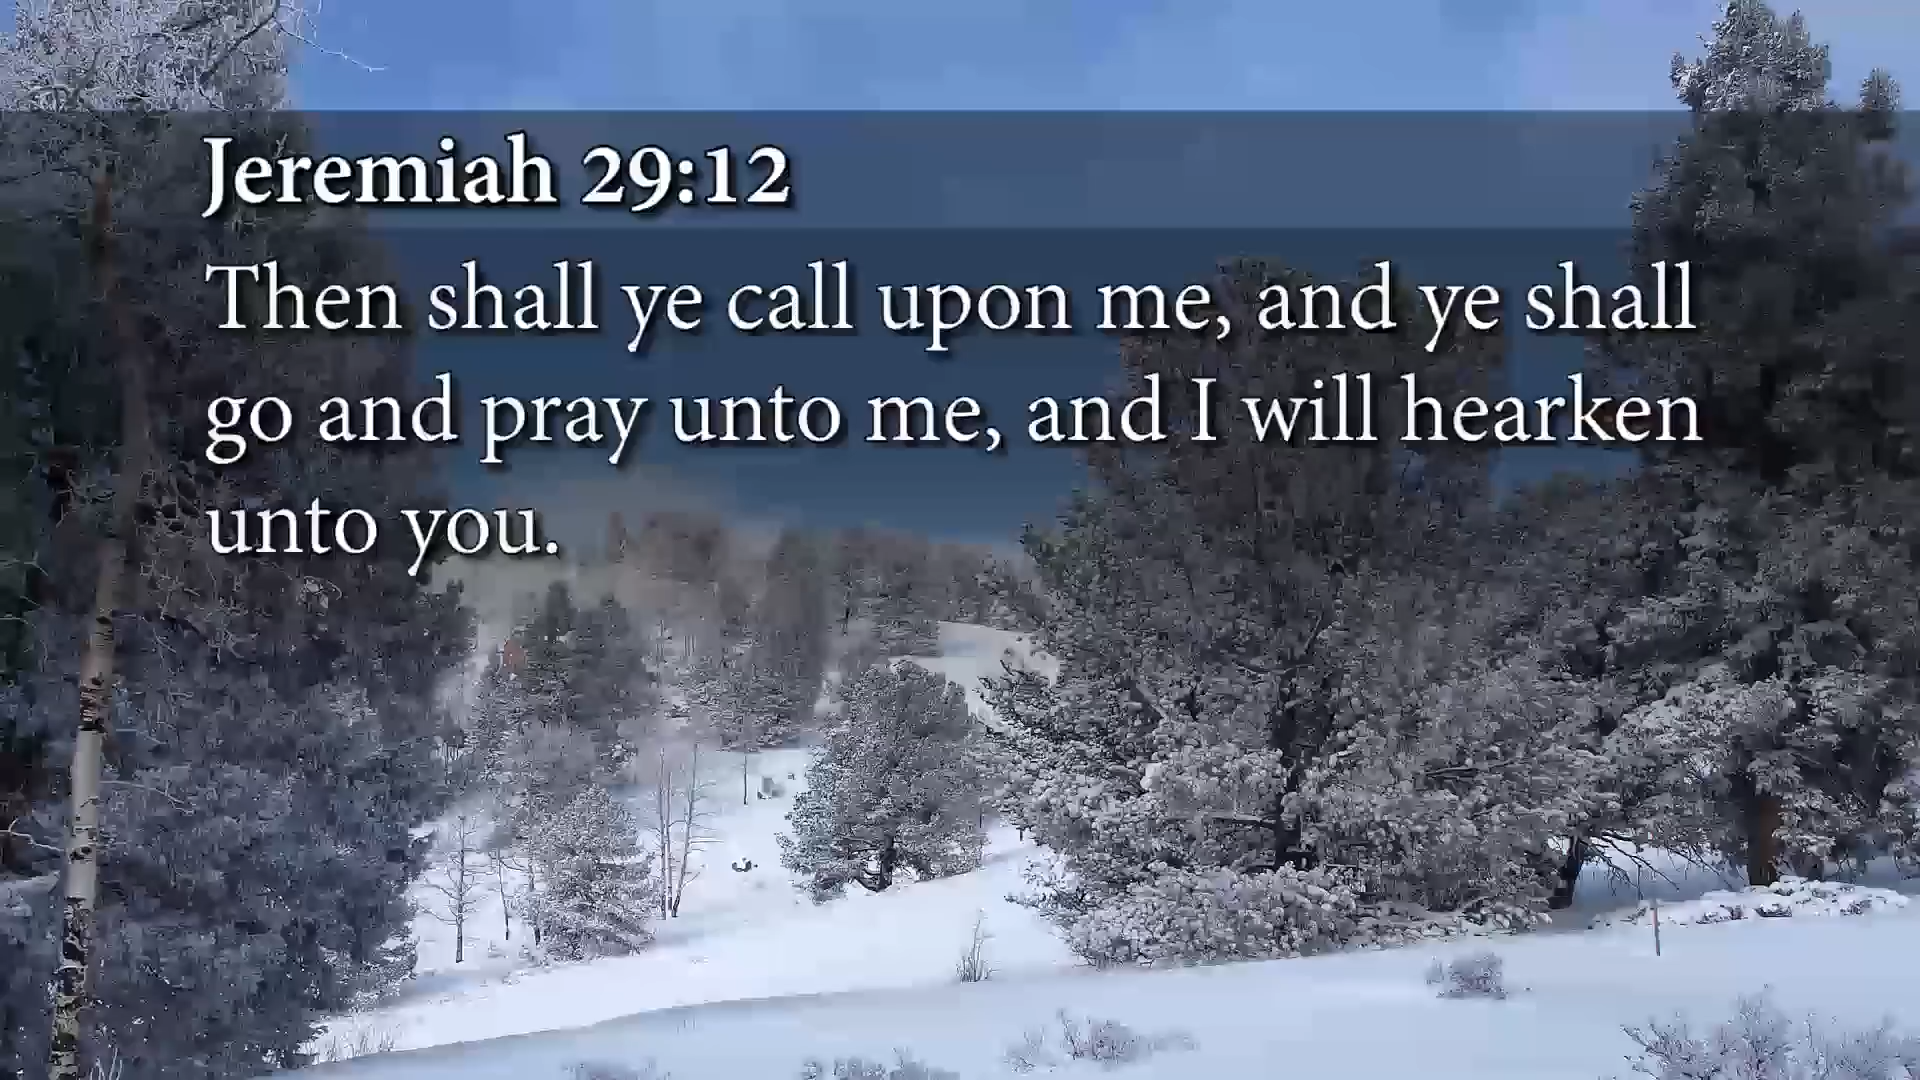 Jeremiah 29:12
Then shall ye call upon me, and ye shall
go and pray unto me, and I will hearken
unto you.